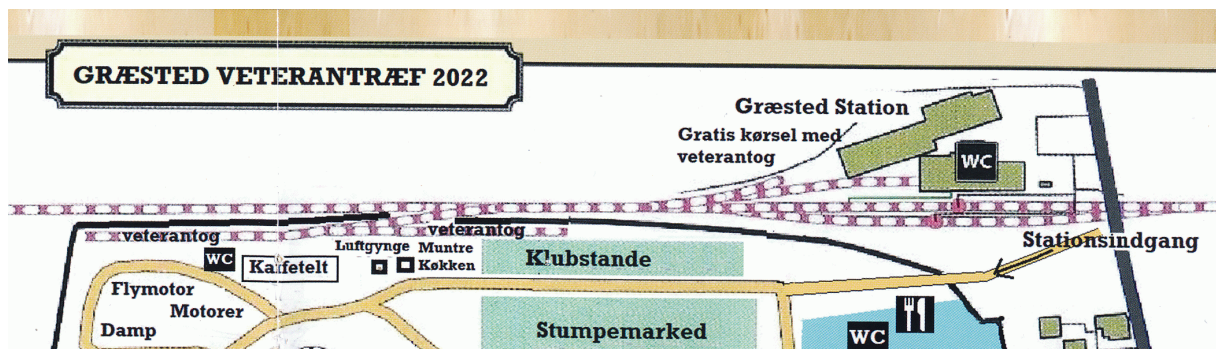 GRÆSTED VETERANTRÆF 2022
Græsted Station
Gratis kørsel med
veterantog
WC
veterantog
veterantog
Stationsindgang
Luftgynge
Muntre
Køkken
WC
Kaffetelt
Klubstande
Flymotor
Motorer
Damp
Stumpemarked
WC